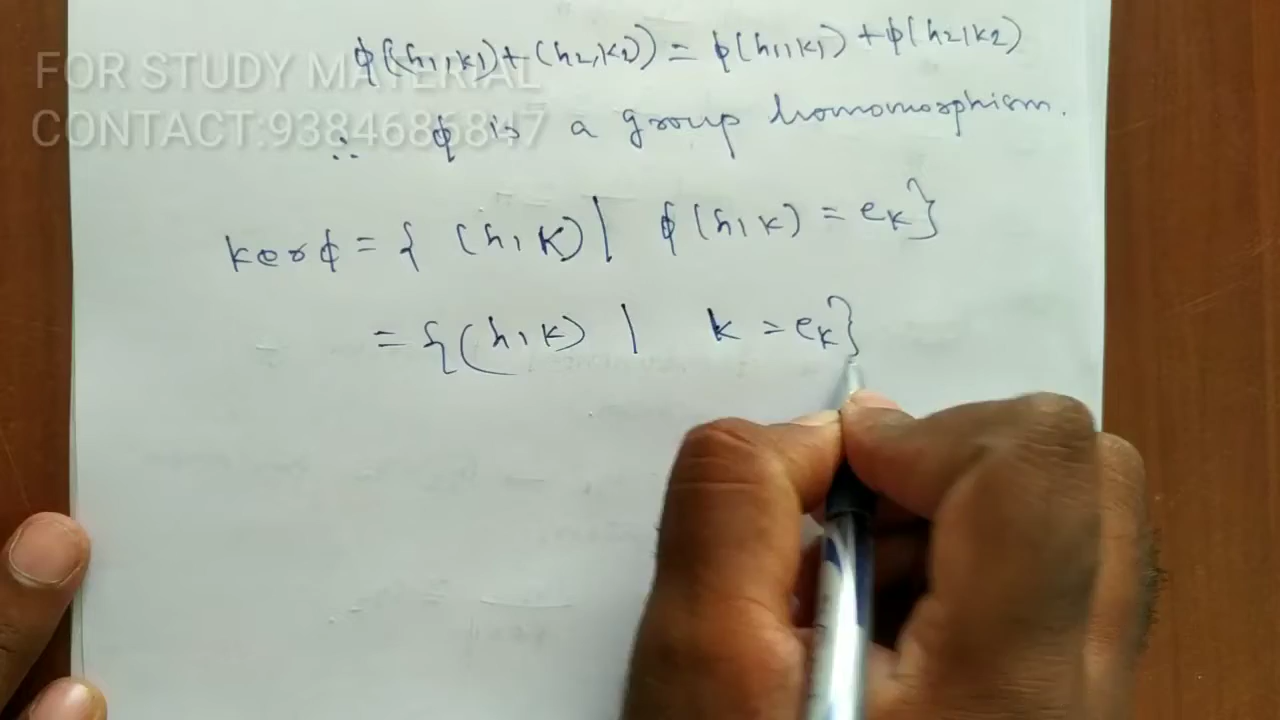 ϕ((h1,k1)+(h2,k2)) = ϕ(h1,k1) + ϕ(h2,k2)
FOR STUDY MATERIAL
CONTACT:9384686847
∴ ϕ is a group homomorphism.
kerϕ = { (h,k) | ϕ(h,k) = eK}
= {(h,k) | k = eK}